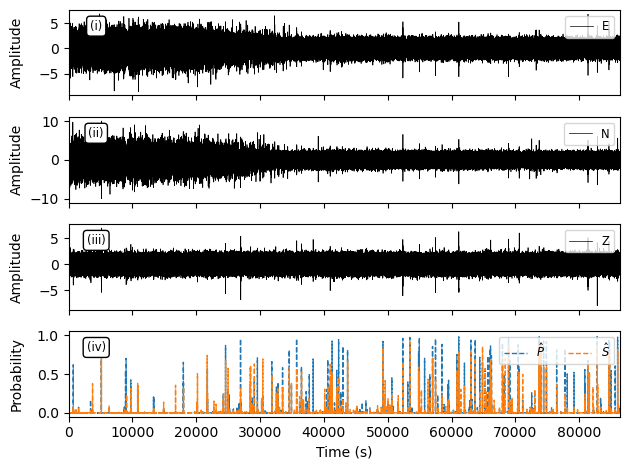 Amplitude
5
0
−5
(i)
E
Amplitude
10
0
−10
(ii)
N
Amplitude
5
0
−5
(iii)
Z
Probability
1.0
0.5
0.0
(iv)
P̂ Ŝ
0 10000 20000 30000 40000 50000 60000 70000 80000
Time (s)